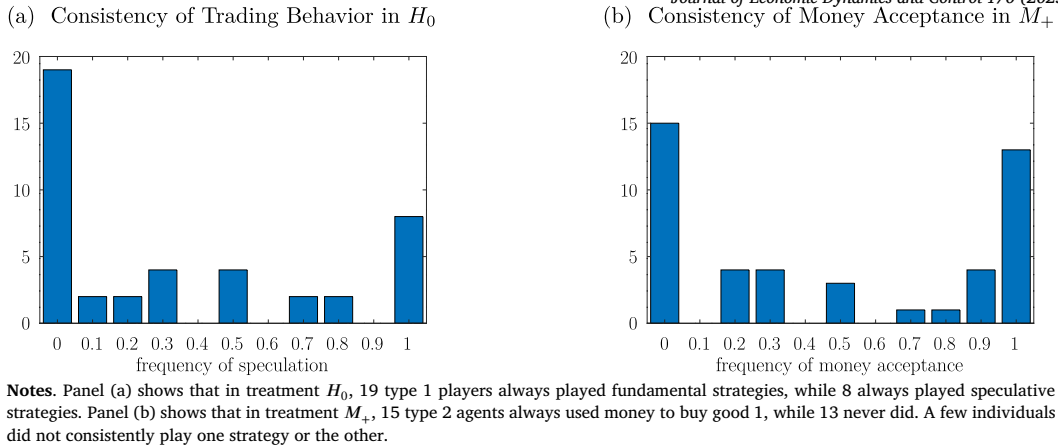 Journal of Economic Dynamics and Control 170 (202
(a) Consistency of Trading Behavior in H₀
(b) Consistency of Money Acceptance in M₊
20
15
10
5
0
0 0.1 0.2 0.3 0.4 0.5 0.6 0.7 0.8 0.9 1
frequency of speculation
20
15
10
5
0
0 0.1 0.2 0.3 0.4 0.5 0.6 0.7 0.8 0.9 1
frequency of money acceptance
Notes. Panel (a) shows that in treatment H₀, 19 type 1 players always played fundamental strategies, while 8 always played speculative
strategies. Panel (b) shows that in treatment M₊, 15 type 2 agents always used money to buy good 1, while 13 never did. A few individuals
did not consistently play one strategy or the other.